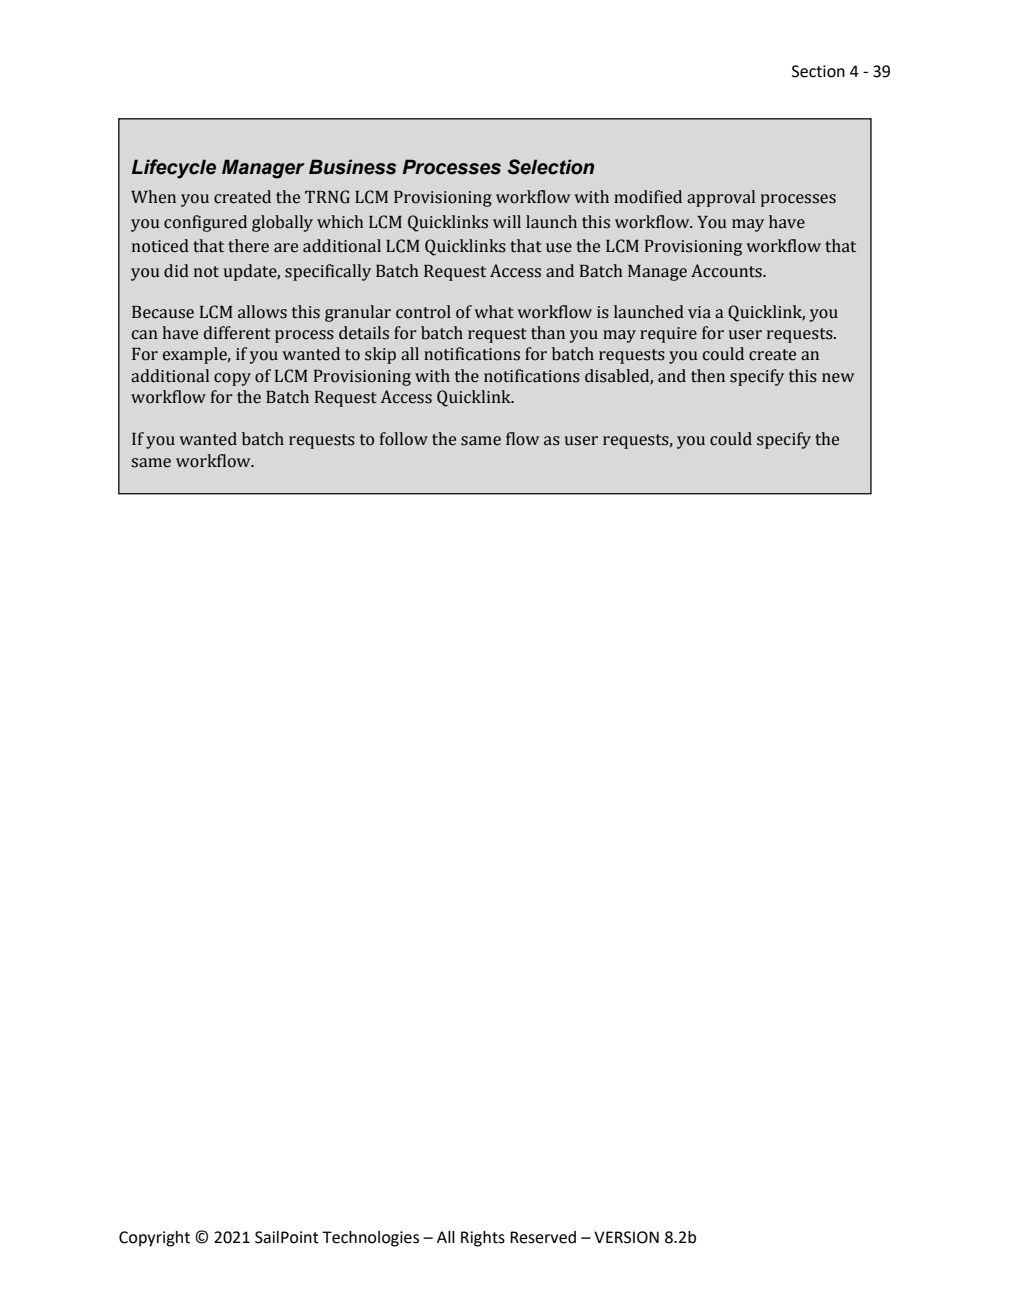 Section 4 - 39
Lifecycle Manager Business Processes Selection
When you created the TRNG LCM Provisioning workflow with modified approval processes
you configured globally which LCM Quicklinks will launch this workflow. You may have
noticed that there are additional LCM Quicklinks that use the LCM Provisioning workflow that
you did not update, specifically Batch Request Access and Batch Manage Accounts.
Because LCM allows this granular control of what workflow is launched via a Quicklink, you
can have different process details for batch request than you may require for user requests.
For example, if you wanted to skip all notifications for batch requests you could create an
additional copy of LCM Provisioning with the notifications disabled, and then specify this new
workflow for the Batch Request Access Quicklink.
If you wanted batch requests to follow the same flow as user requests, you could specify the
same workflow.
Copyright © 2021 SailPoint Technologies – All Rights Reserved – VERSION 8.2b